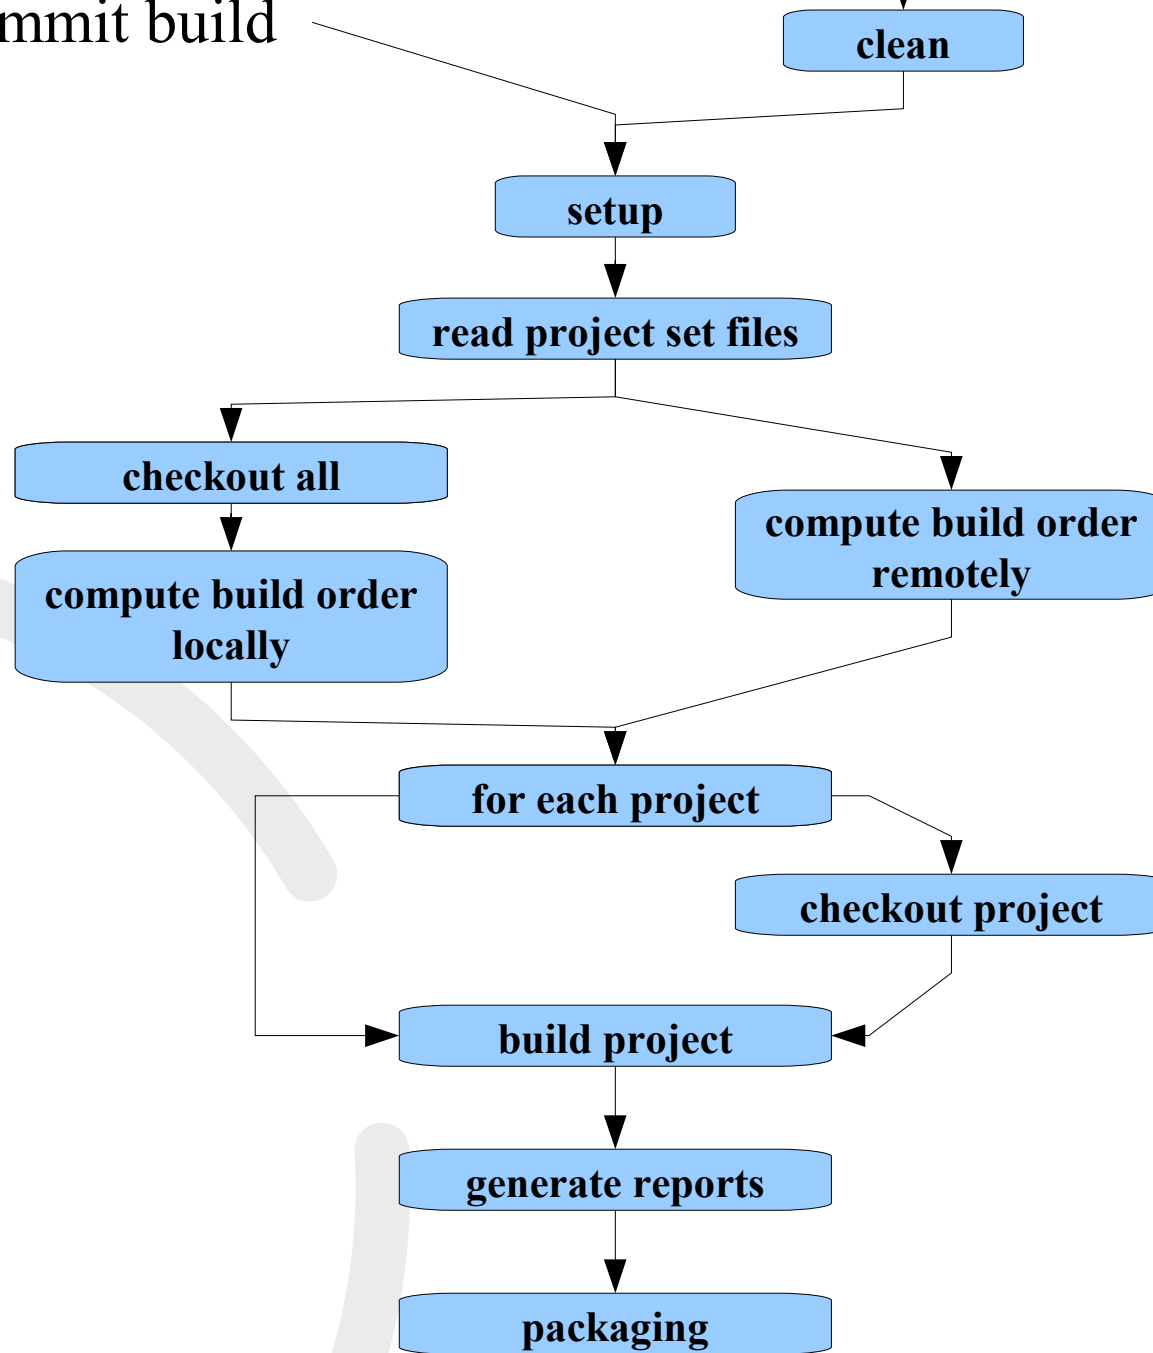 mmit build
clean
setup
read project set files
checkout all
compute build order
remotely
compute build order
locally
for each project
checkout project
build project
generate reports
packaging